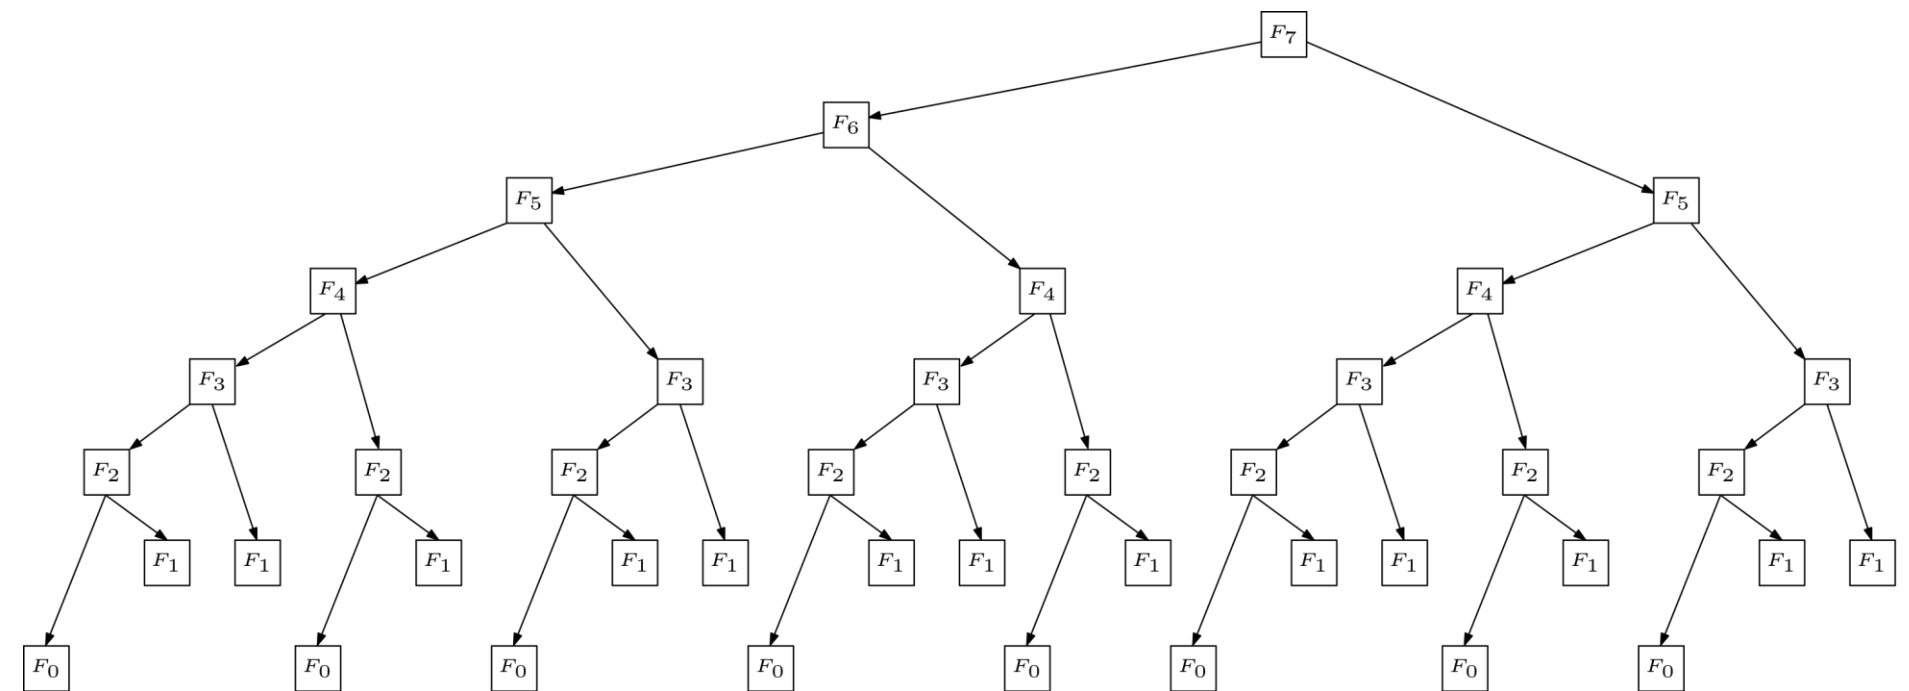 F₇
F₆
F₅ F₅
F₄ F₄ F₄
F₃ F₃ F₃ F₃ F₃
F₂ F₂ F₂ F₂ F₂ F₂ F₂ F₂
F₁ F₁ F₁ F₁ F₁ F₁ F₁ F₁ F₁ F₁ F₁ F₁ F₁
F₀ F₀ F₀ F₀ F₀ F₀ F₀ F₀